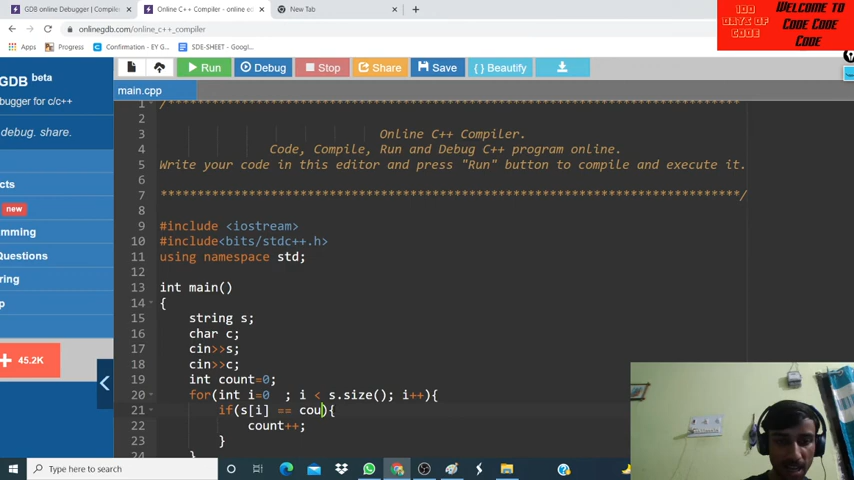 GDB online Debugger | Compiler
Online C++ Compiler - online ed
New Tab
onlinegdb.com/online_c++_compiler
Apps
Progress
Confirmation - EY G...
SDE-SHEET - Googl...
100 DAYS OF CODE
Welcome to Code Code Code
GDB beta
bugger for c/c++
debug. share.
cts
new
mming
Questions
ring
p
+ 45.2K
Run
Debug
Stop
Share
Save
{ } Beautify
main.cpp
1 /******************************************************************************
2
3 Online C++ Compiler.
4 Code, Compile, Run and Debug C++ program online.
5 Write your code in this editor and press "Run" button to compile and execute it.
6
7 *******************************************************************************/
8
9 #include <iostream>
10 #include<bits/stdc++.h>
11 using namespace std;
12
13 int main()
14 {
15 string s;
16 char c;
17 cin>>s;
18 cin>>c;
19 int count=0;
20 for(int i=0 ; i < s.size(); i++){
21 if(s[i] == cou){
22 count++;
23 }
24 }
Type here to search